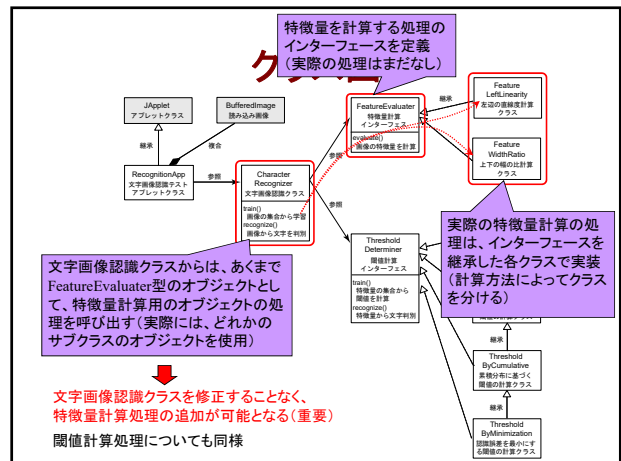 特徴量を計算する処理の
インターフェースを定義
(実際の処理はまだなし)
JApplet
アプレットクラス
BufferedImage
読み込み画像
FeatureEvaluater
特徴量計算
インターフェス
evaluate()
画像の特徴量を計算
Feature
LeftLinearity
左辺の直線度計算
クラス
Feature
WidthRatio
上下の幅の比計算
クラス
継承
継承
複合
継承
RecognitionApp
文字画像認識テスト
アプレットクラス
参照
参照
Character
Recognizer
文字画像認識クラス
train()
画像の集合から学習
recognize()
画像から文字を判別
参照
Threshold
Determiner
閾値計算
インターフェス
train()
特徴量の集合から
閾値を計算
recognize()
特徴量から文字判別
実際の特徴量計算の処
理は、インターフェースを
継承した各クラスで実装
(計算方法によってクラス
を分ける)
文字画像認識クラスからは、あくまで
FeatureEvaluater型のオブジェクトとし
て、特徴量計算用のオブジェクトの処
理を呼び出す(実際には、どれかの
サブクラスのオブジェクトを使用)
継承
Threshold
ByCumulative
累積分布に基づく
閾値の計算クラス
継承
Threshold
ByMinimization
認識誤差を最小にす
る閾値の計算クラス
文字画像認識クラスを修正することなく、
特徴量計算処理の追加が可能となる(重要)
閾値計算処理についても同様